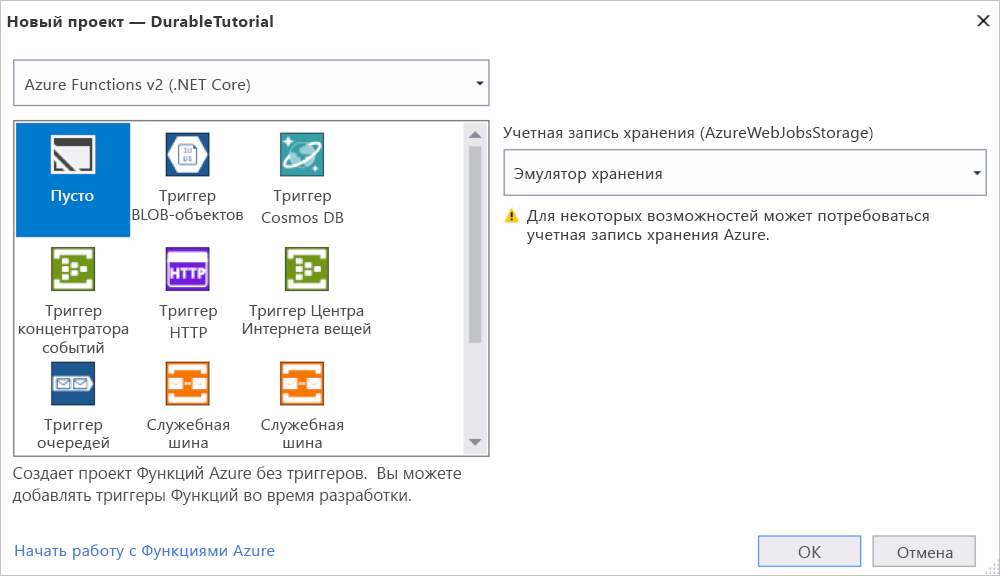 Новый проект — DurableTutorial
Azure Functions v2 (.NET Core)
Пусто
Триггер
BLOB-объектов
Триггер
Cosmos DB
Триггер
концентратора
событий
HTTP
Триггер
HTTP
Триггер Центра
Интернета вещей
Триггер
очередей
Служебная
шина
Служебная
шина
Учетная запись хранения (AzureWebJobsStorage)
Эмулятор хранения
Для некоторых возможностей может потребоваться
учетная запись хранения Azure.
Создает проект Функций Azure без триггеров. Вы можете
добавлять триггеры Функций во время разработки.
Начать работу с Функциями Azure
OK
Отмена